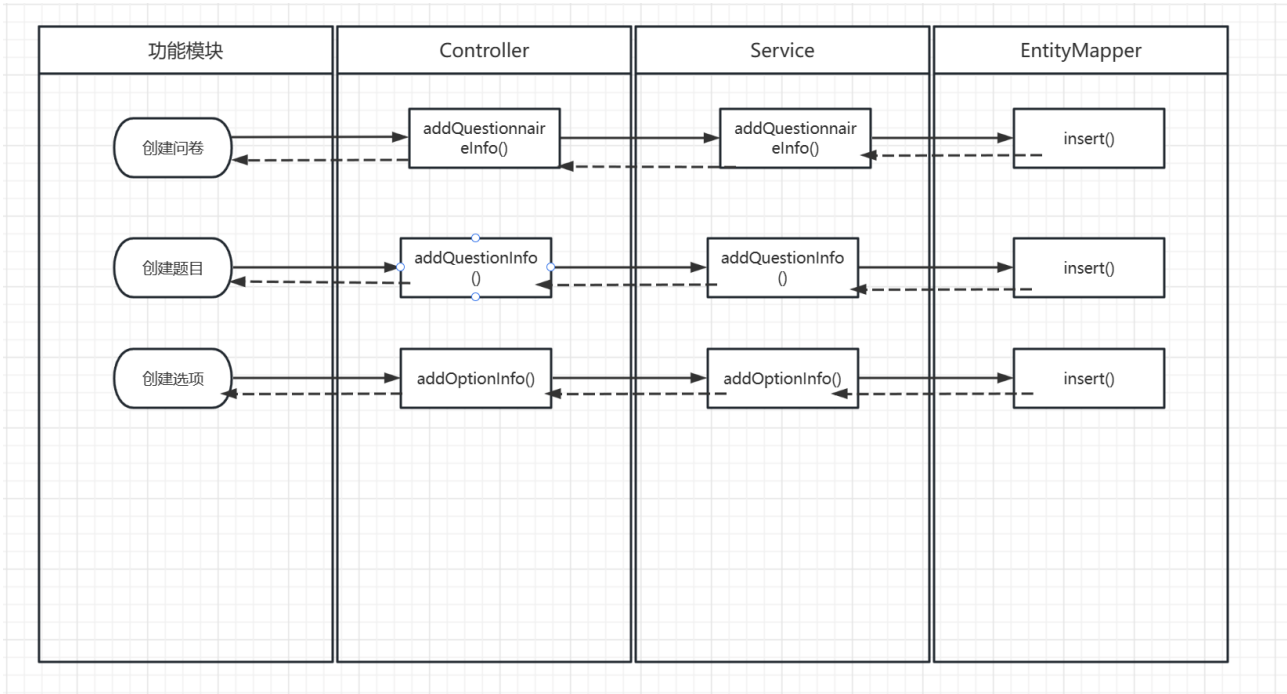 功能模块
Controller
Service
EntityMapper
创建问卷
addQuestionnair
eInfo()
addQuestionnair
eInfo()
insert()
创建题目
addQuestionInfo
()
addQuestionInfo
()
insert()
创建选项
addOptionInfo()
addOptionInfo()
insert()